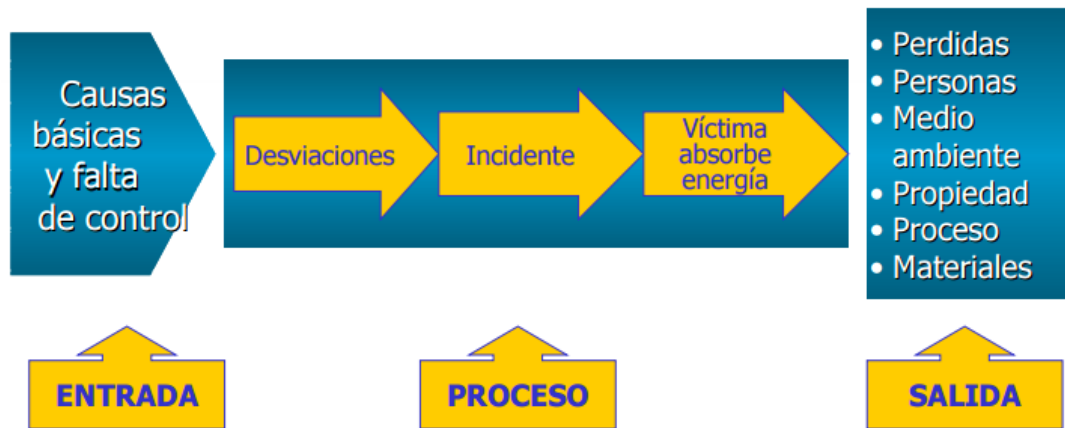 Causas
básicas
y falta
de control
Desviaciones
Incidente
Víctima
absorbe
energía
• Perdidas
• Personas
• Medio
ambiente
• Propiedad
• Proceso
• Materiales
ENTRADA
PROCESO
SALIDA